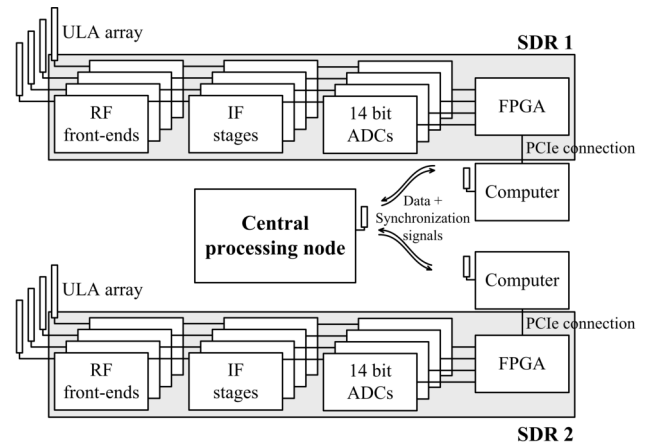 ULA array
SDR 1
RF
front-ends
IF
stages
14 bit
ADCs
FPGA
PCIe connection
Computer
Data +
Synchronization
signals
Central
processing node
Computer
ULA array
PCIe connection
RF
front-ends
IF
stages
14 bit
ADCs
FPGA
SDR 2